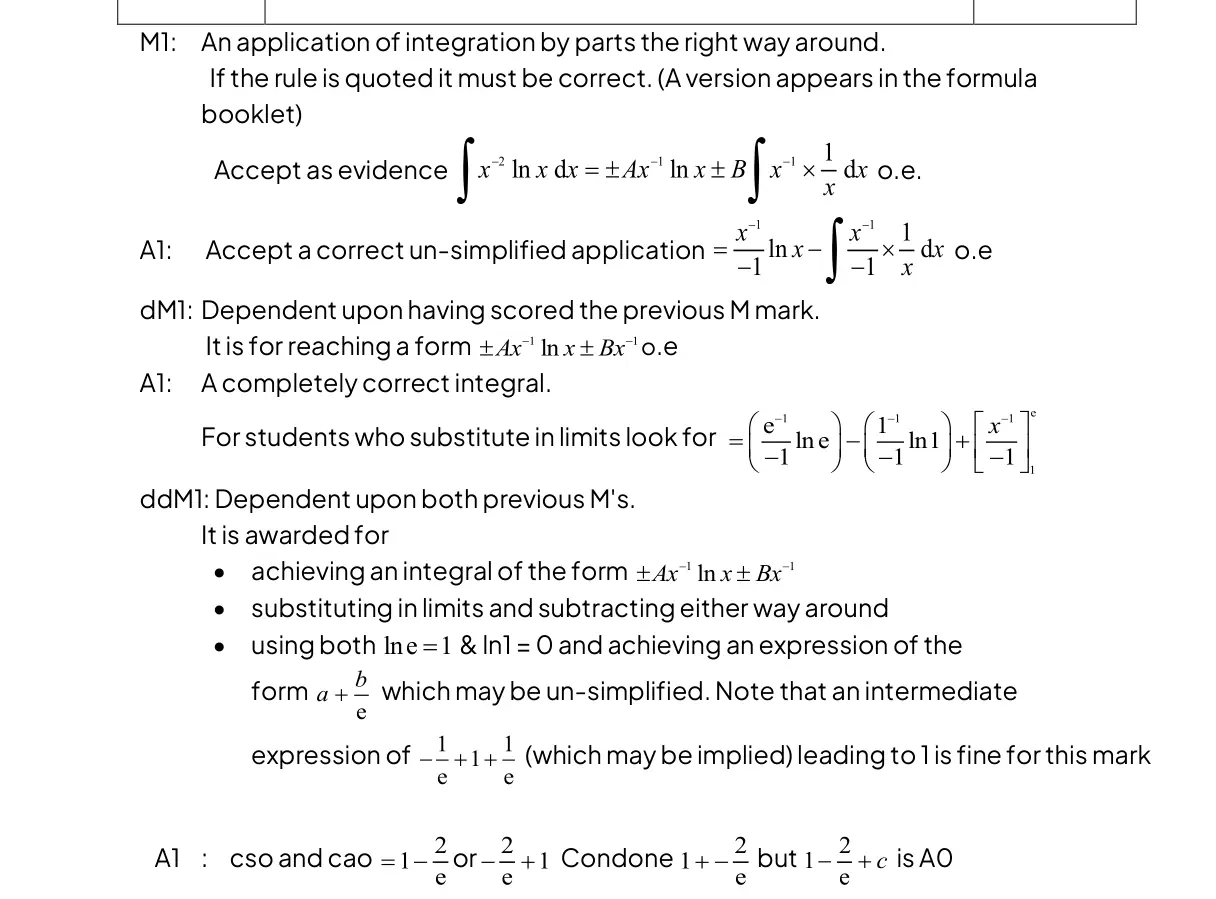 M1: An application of integration by parts the right way around.
If the rule is quoted it must be correct. (A version appears in the formula
booklet)
Accept as evidence ∫ x⁻² ln x dx = ±Ax⁻¹ ln x ± B ∫ x⁻¹ × 1/x dx o.e.
A1: Accept a correct un-simplified application = x⁻¹/−1 ln x − ∫ x⁻¹/−1 × 1/x dx o.e
dM1: Dependent upon having scored the previous M mark.
It is for reaching a form ±Ax⁻¹ ln x ± Bx⁻¹ o.e
A1: A completely correct integral.
For students who substitute in limits look for = (e⁻¹/−1 ln e) − (1⁻¹/−1 ln 1) + [x⁻¹/−1]₁ᵉ
ddM1: Dependent upon both previous M's.
It is awarded for
• achieving an integral of the form ±Ax⁻¹ ln x ± Bx⁻¹
• substituting in limits and subtracting either way around
• using both ln e = 1 & ln1 = 0 and achieving an expression of the
form a + b/e which may be un-simplified. Note that an intermediate
expression of −1/e + 1 + 1/e (which may be implied) leading to 1 is fine for this mark
A1 : cso and cao = 1 − 2/e or − 2/e + 1 Condone 1 + − 2/e but 1 − 2/e + c is A0